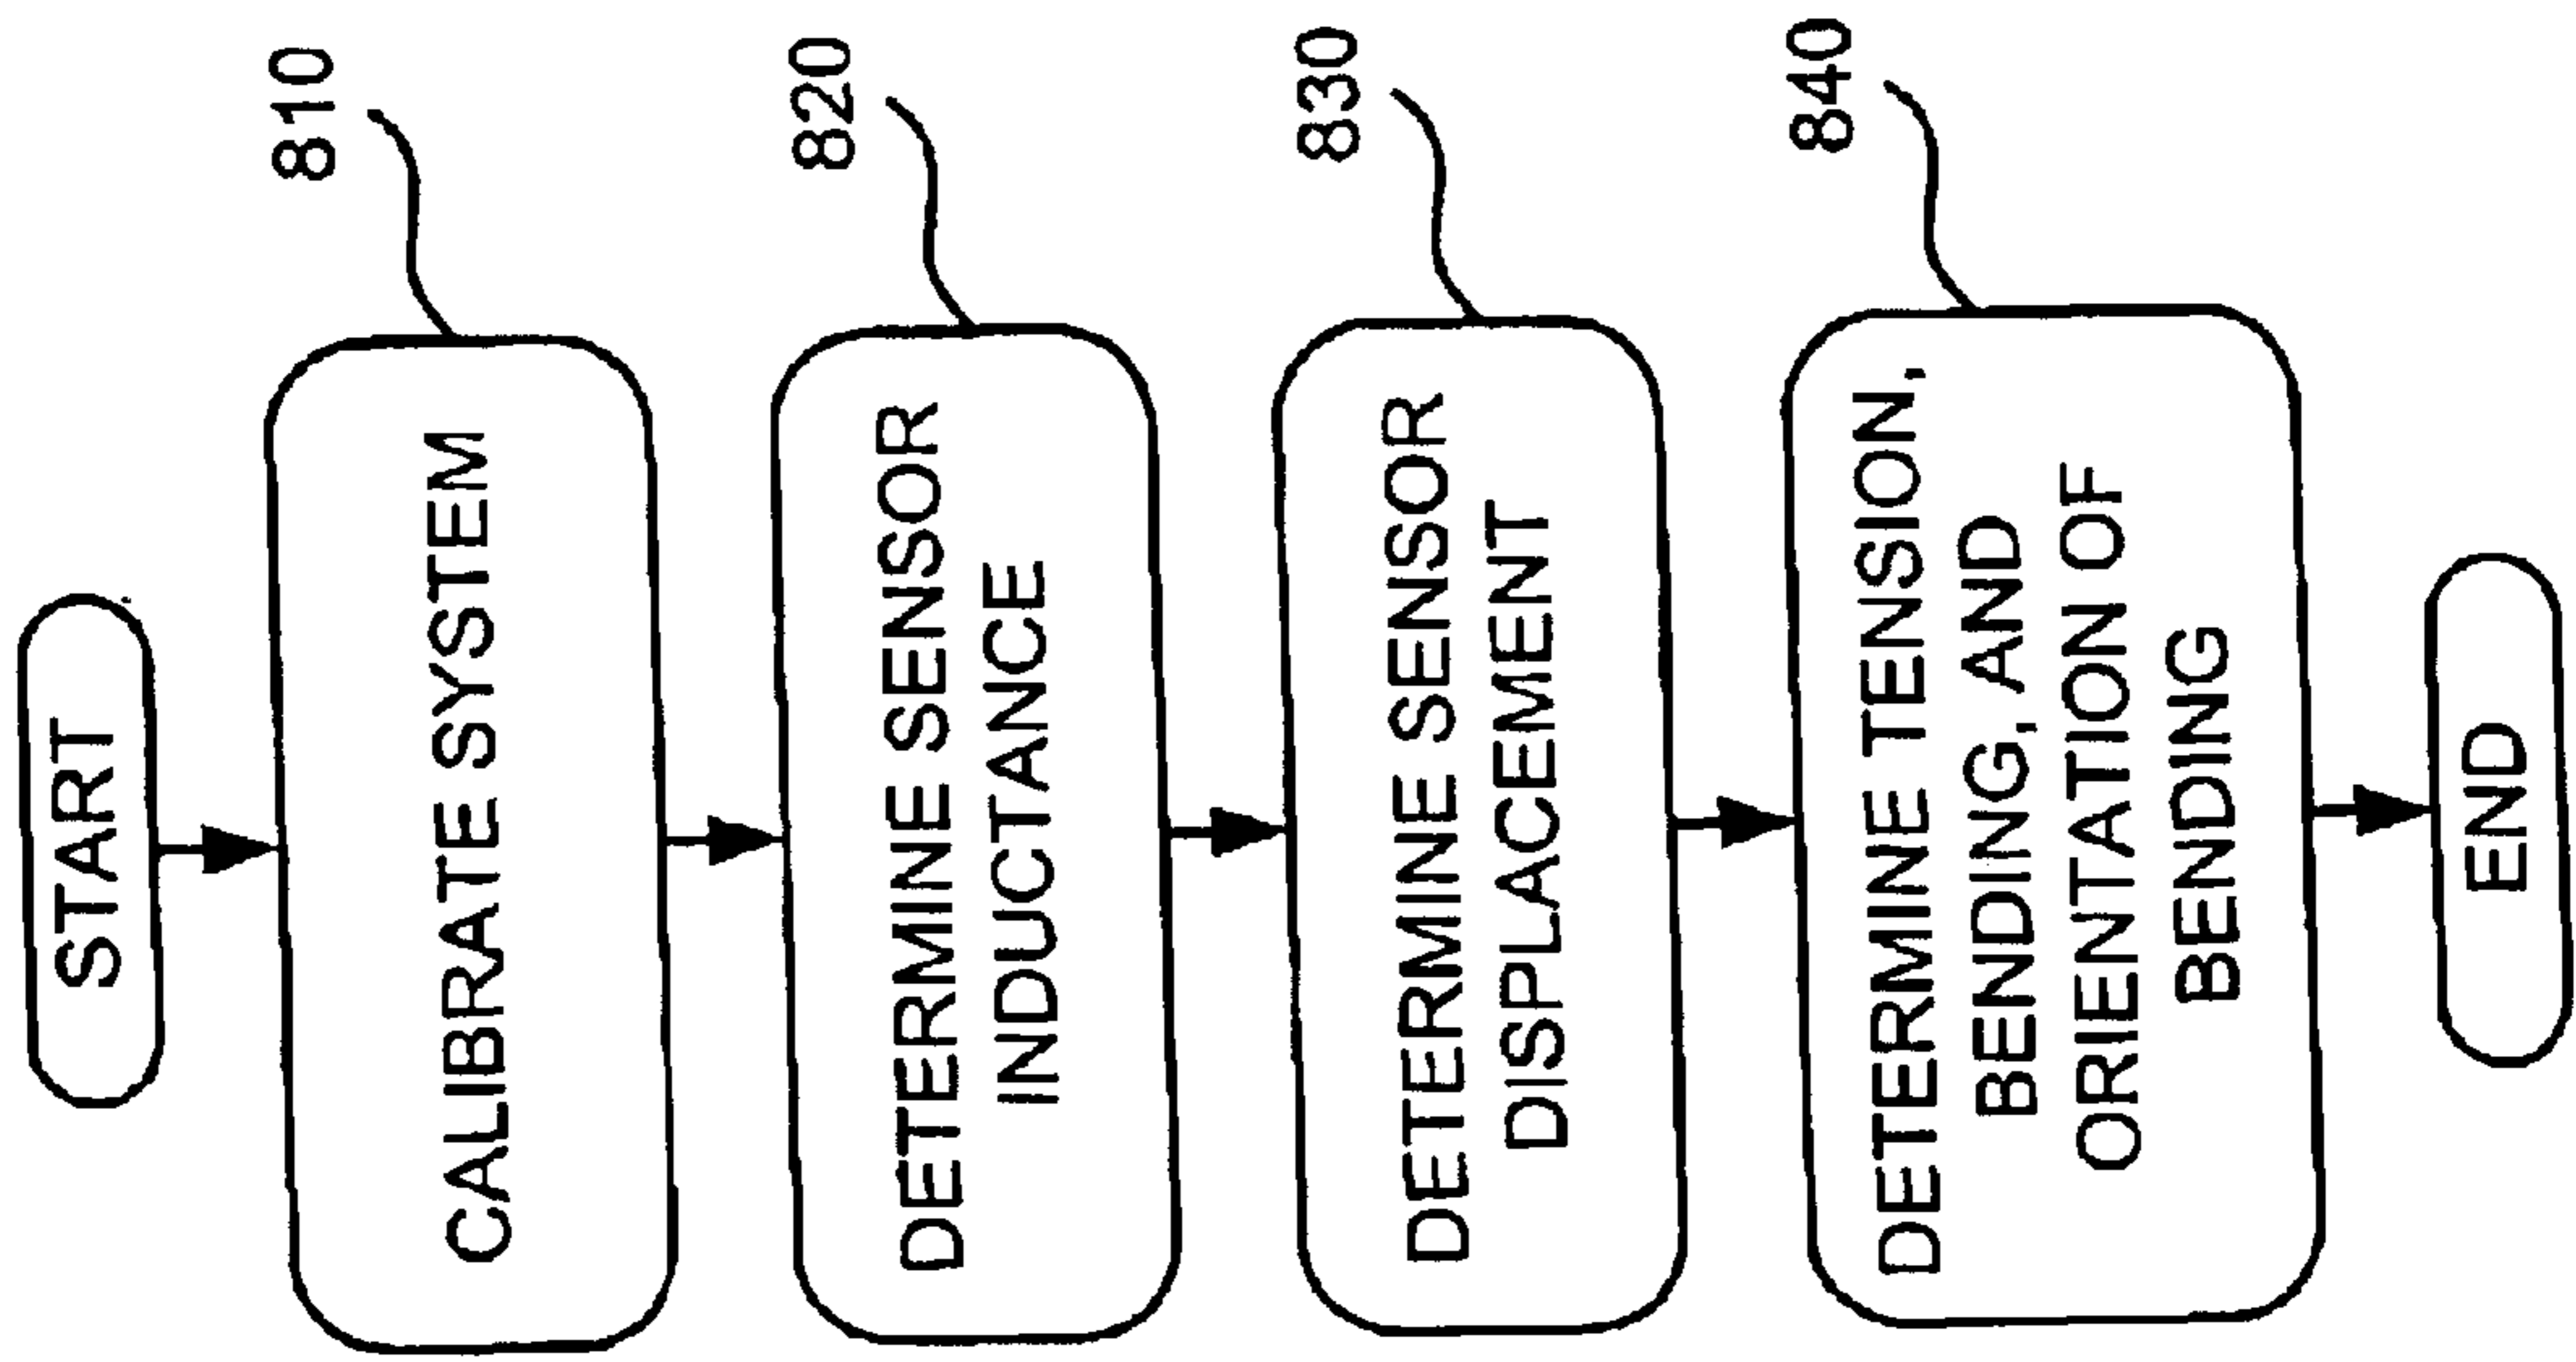 START
CALIBRATE SYSTEM
810
DETERMINE SENSOR
INDUCTANCE
820
DETERMINE SENSOR
DISPLACEMENT
830
DETERMINE TENSION,
BENDING, AND
ORIENTATION OF
BENDING
840
END